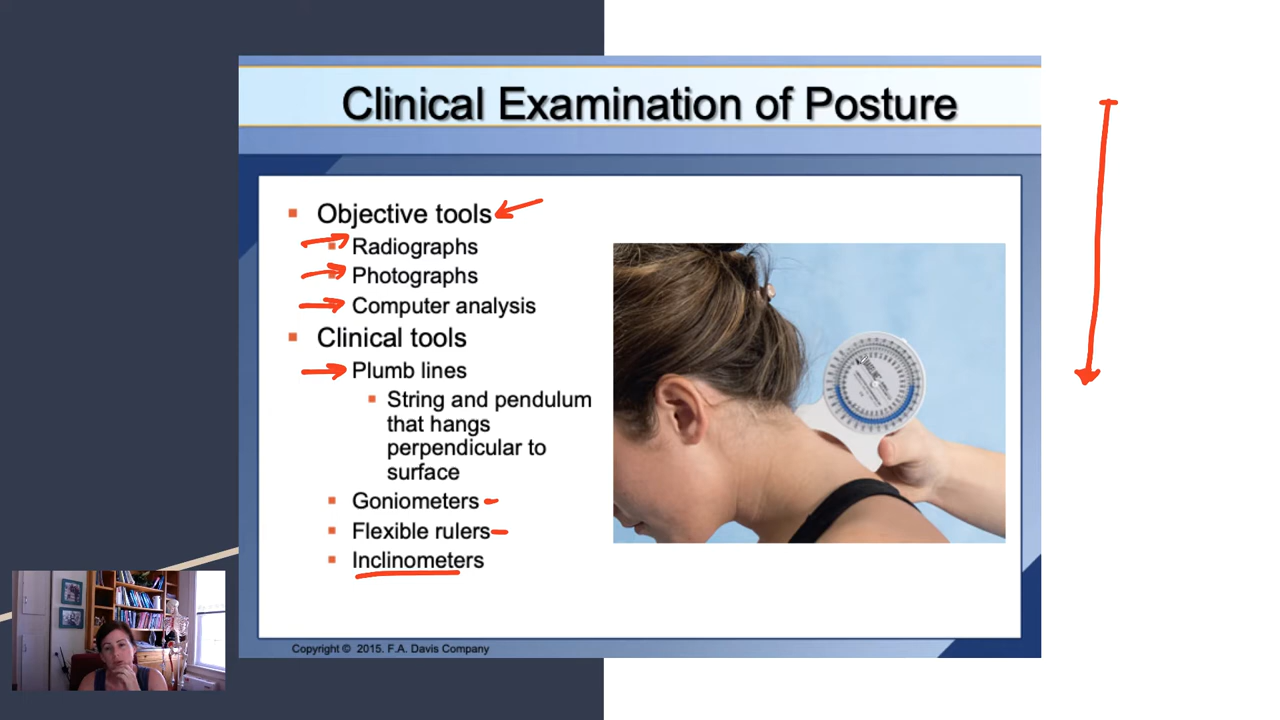 Clinical Examination of Posture
Objective tools
Radiographs
Photographs
Computer analysis
Clinical tools
Plumb lines
String and pendulum
that hangs
perpendicular to
surface
Goniometers
Flexible rulers
Inclinometers
Copyright © 2015. F.A. Davis Company